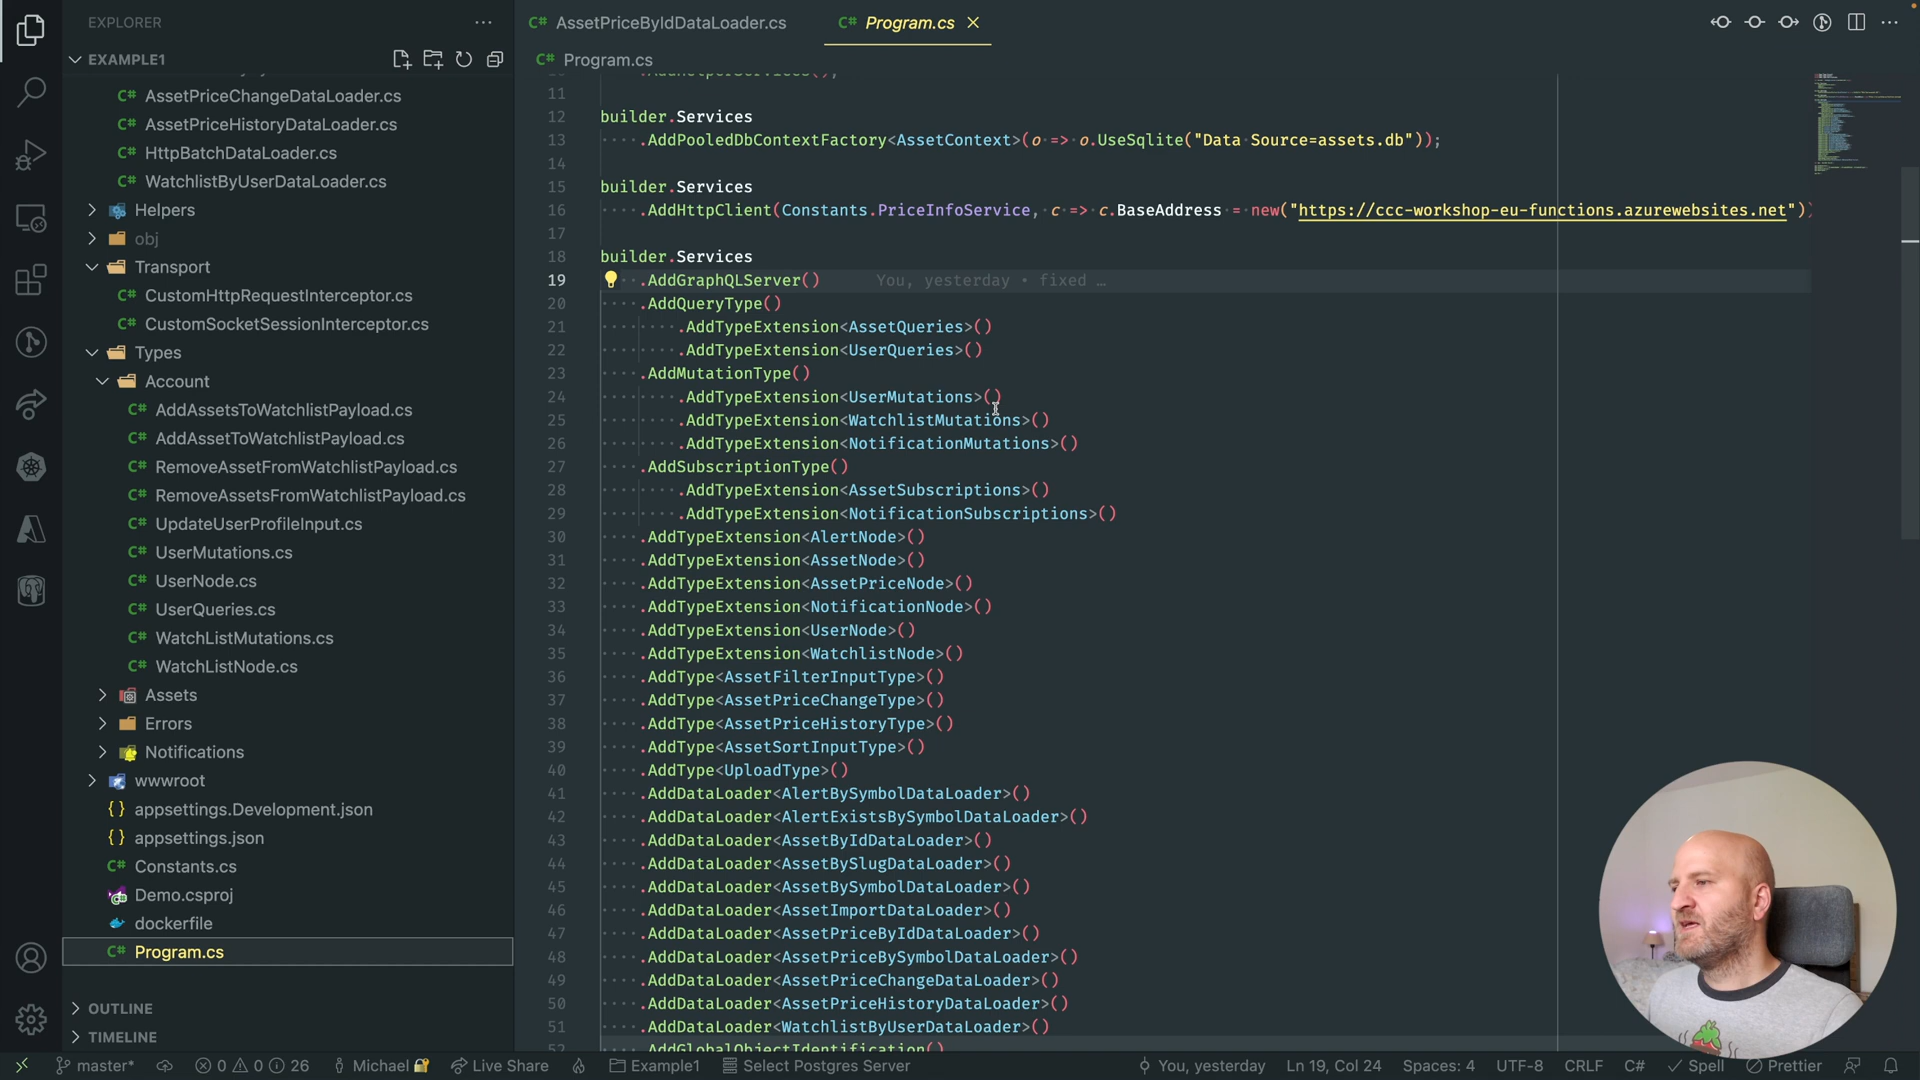 EXPLORER
EXAMPLE1
AssetPriceChangeDataLoader.cs
AssetPriceHistoryDataLoader.cs
HttpBatchDataLoader.cs
WatchlistByUserDataLoader.cs
Helpers
obj
Transport
CustomHttpRequestInterceptor.cs
CustomSocketSessionInterceptor.cs
Types
Account
AddAssetsToWatchlistPayload.cs
AddAssetToWatchlistPayload.cs
RemoveAssetFromWatchlistPayload.cs
RemoveAssetsFromWatchlistPayload.cs
UpdateUserProfileInput.cs
UserMutations.cs
UserNode.cs
UserQueries.cs
WatchListMutations.cs
WatchListNode.cs
Assets
Errors
Notifications
wwwroot
{} appsettings.Development.json
{} appsettings.json
Constants.cs
Demo.csproj
dockerfile
Program.cs
OUTLINE
TIMELINE
AssetPriceByIdDataLoader.cs
Program.cs
Program.cs
11
12 builder.Services
13 .AddPooledDbContextFactory<AssetContext>(o => o.UseSqlite("Data Source=assets.db"));
14
15 builder.Services
16 .AddHttpClient(Constants.PriceInfoService, c => c.BaseAddress = new("https://ccc-workshop-eu-functions.azurewebsites.net"))
17
18 builder.Services
19 .AddGraphQLServer() You, yesterday • fixed …
20 .AddQueryType()
21 .AddTypeExtension<AssetQueries>()
22 .AddTypeExtension<UserQueries>()
23 .AddMutationType()
24 .AddTypeExtension<UserMutations>()
25 .AddTypeExtension<WatchlistMutations>()
26 .AddTypeExtension<NotificationMutations>()
27 .AddSubscriptionType()
28 .AddTypeExtension<AssetSubscriptions>()
29 .AddTypeExtension<NotificationSubscriptions>()
30 .AddTypeExtension<AlertNode>()
31 .AddTypeExtension<AssetNode>()
32 .AddTypeExtension<AssetPriceNode>()
33 .AddTypeExtension<NotificationNode>()
34 .AddTypeExtension<UserNode>()
35 .AddTypeExtension<WatchlistNode>()
36 .AddType<AssetFilterInputType>()
37 .AddType<AssetPriceChangeType>()
38 .AddType<AssetPriceHistoryType>()
39 .AddType<AssetSortInputType>()
40 .AddType<UploadType>()
41 .AddDataLoader<AlertBySymbolDataLoader>()
42 .AddDataLoader<AlertExistsBySymbolDataLoader>()
43 .AddDataLoader<AssetByIdDataLoader>()
44 .AddDataLoader<AssetBySlugDataLoader>()
45 .AddDataLoader<AssetBySymbolDataLoader>()
46 .AddDataLoader<AssetImportDataLoader>()
47 .AddDataLoader<AssetPriceByIdDataLoader>()
48 .AddDataLoader<AssetPriceBySymbolDataLoader>()
49 .AddDataLoader<AssetPriceChangeDataLoader>()
50 .AddDataLoader<AssetPriceHistoryDataLoader>()
51 .AddDataLoader<WatchlistByUserDataLoader>()
52 .AddGlobalObjectIdentification()
master* 0 0 26 Michael Live Share Example1 Select Postgres Server You, yesterday Ln 19, Col 24 Spaces: 4 UTF-8 CRLF C# Spell Prettier